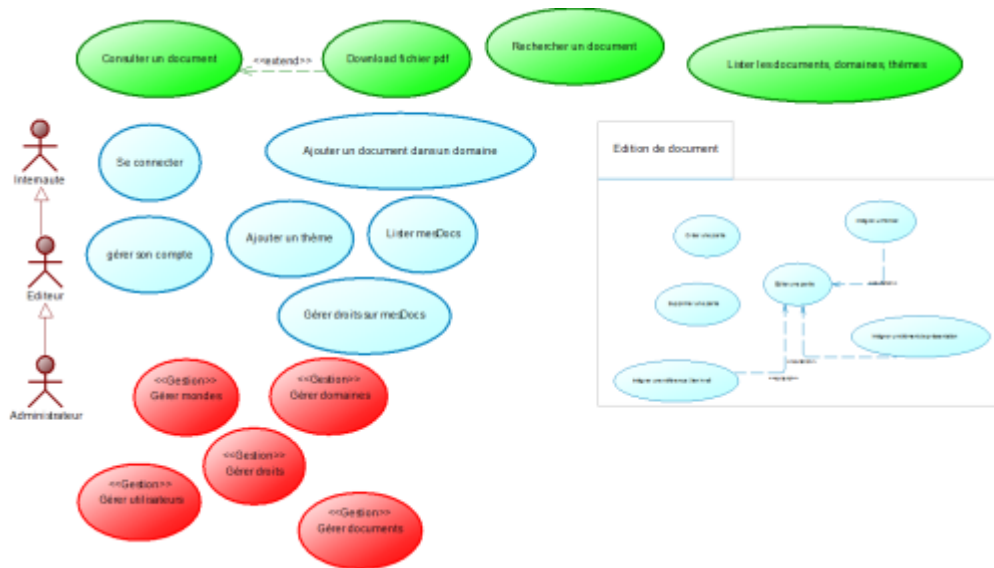 Consulter un document
<<extend>>
Download fichier pdf
Rechercher un document
Lister les documents, domaines, thèmes
Internaute
Se connecter
Ajouter un document dans un domaine
Edition de document
Editeur
gérer son compte
Ajouter un thème
Lister mesDocs
Gérer droits sur mesDocs
Administrateur
<<Gestion>>
Gérer mondes
<<Gestion>>
Gérer domaines
<<Gestion>>
Gérer droits
<<Gestion>>
Gérer utilisateurs
<<Gestion>>
Gérer documents